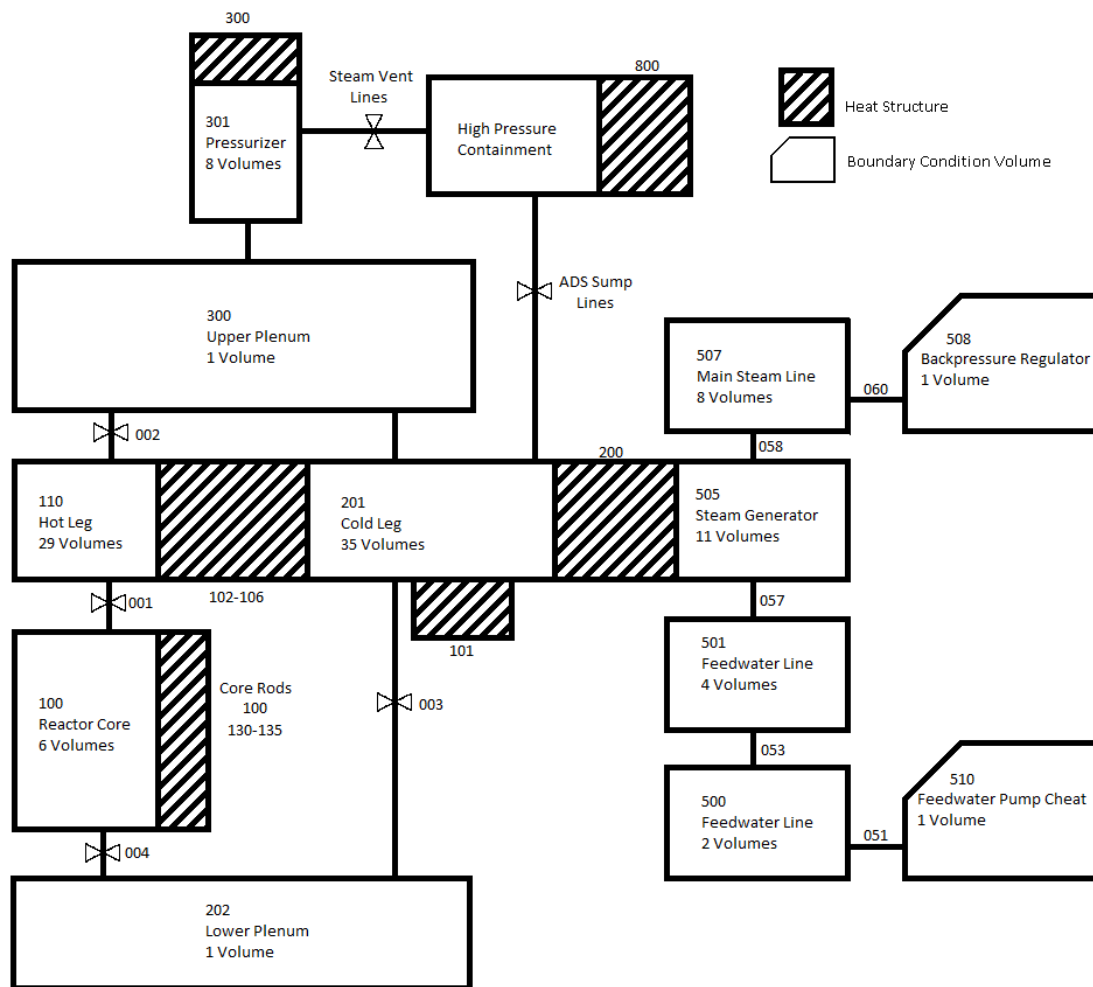 300
Steam Vent
Lines
800
301
Pressurizer
8 Volumes
High Pressure
Containment
Heat Structure
Boundary Condition Volume
ADS Sump
Lines
300
Upper Plenum
1 Volume
507
Main Steam Line
8 Volumes
508
Backpressure Regulator
1 Volume
060
002
058
200
110
Hot Leg
29 Volumes
201
Cold Leg
35 Volumes
505
Steam Generator
11 Volumes
102-106
001
057
101
501
Feedwater Line
4 Volumes
Core Rods
100
130-135
003
100
Reactor Core
6 Volumes
053
500
Feedwater Line
2 Volumes
510
Feedwater Pump Cheat
1 Volume
051
004
202
Lower Plenum
1 Volume